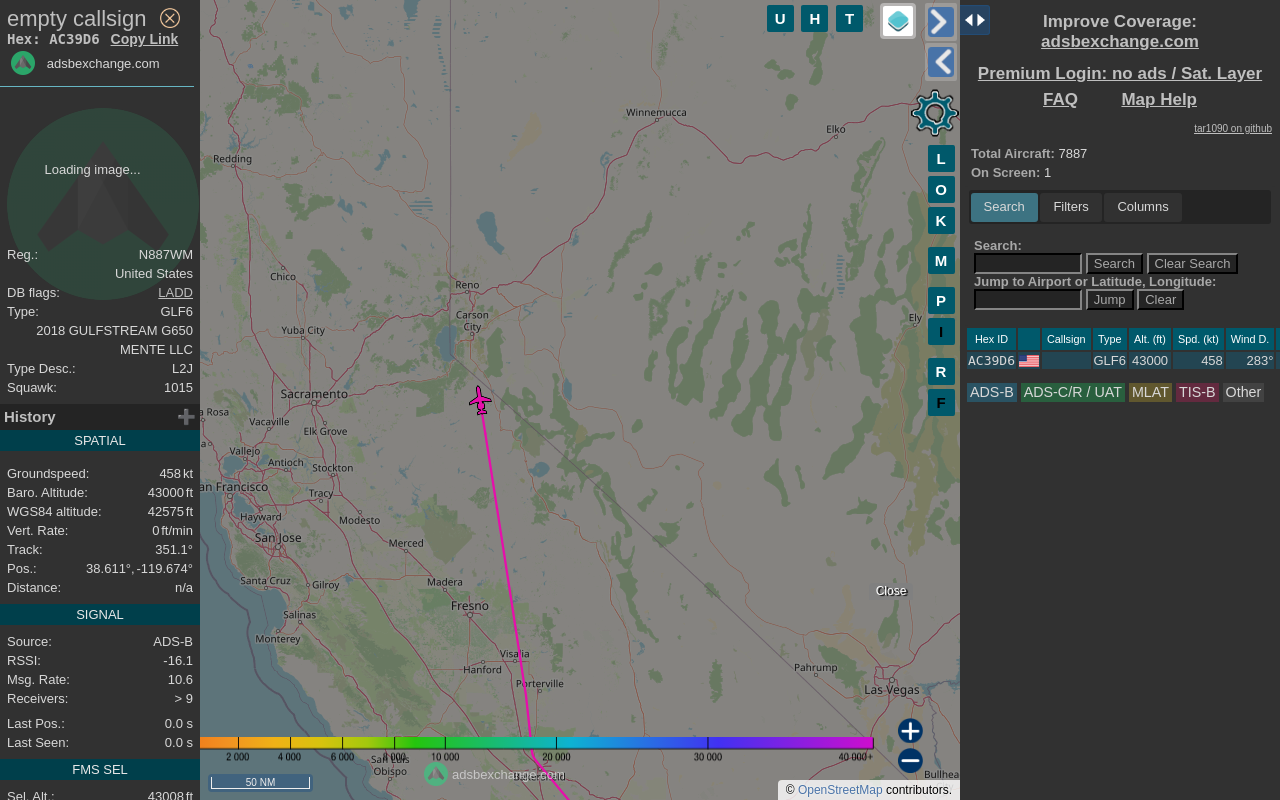 empty callsign
Hex: AC39D6 Copy Link
adsbexchange.com
Loading image...
Reg.: N887WM
United States
DB flags: LADD
Type: GLF6
2018 GULFSTREAM G650
MENTE LLC
Type Desc.: L2J
Squawk: 1015
History
SPATIAL
Groundspeed: 458 kt
Baro. Altitude: 43000 ft
WGS84 altitude: 42575 ft
Vert. Rate: 0 ft/min
Track: 351.1°
Pos.: 38.611°, -119.674°
Distance: n/a
SIGNAL
Source: ADS-B
RSSI: -16.1
Msg. Rate: 10.6
Receivers: > 9
Last Pos.: 0.0 s
Last Seen: 0.0 s
FMS SEL
Sel. Alt.: 43008 ft
U H T
L
O
K
M
P
I
R
F
Winnemucca
Elko
Redding
Chico
Reno
Carson
City
Ely
Yuba City
Sacramento
a Rosa
Vacaville
Elk Grove
Vallejo
Antioch
Stockton
an Francisco
Tracy
Hayward
Modesto
San Jose
Merced
Santa Cruz
Gilroy
Madera
Fresno
Salinas
Monterey
Visalia
Hanford
Porterville
Pahrump
Las Vegas
Close
2 000 4 000 6 000 8 000 10 000 20 000 30 000 40 000+
San Luis
Obispo
adsbexchange.com
50 NM
Bullhea
© OpenStreetMap contributors.
Improve Coverage:
adsbexchange.com
Premium Login: no ads / Sat. Layer
FAQ Map Help
tar1090 on github
Total Aircraft: 7887
On Screen: 1
Search Filters Columns
Search:
Search Clear Search
Jump to Airport or Latitude, Longitude:
Jump Clear
Hex ID Callsign Type Alt. (ft) Spd. (kt) Wind D.
AC39D6 GLF6 43000 458 283°
ADS-B ADS-C/R / UAT MLAT TIS-B Other